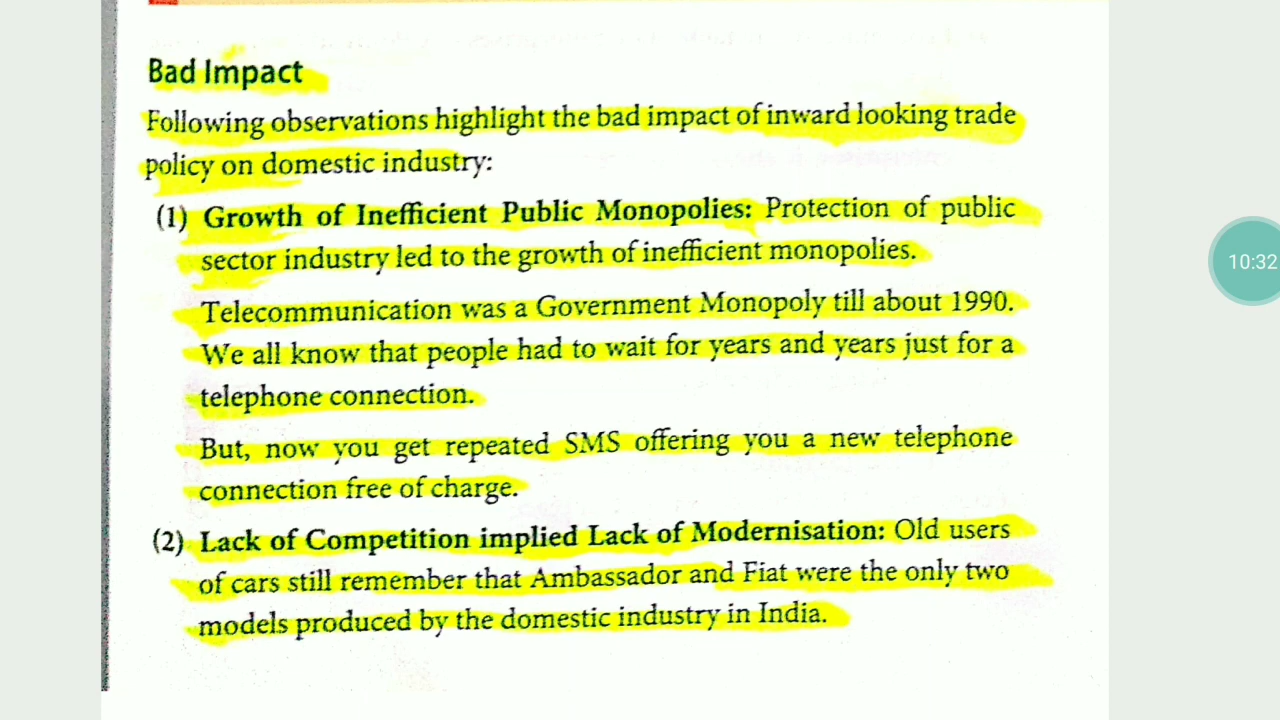 Bad Impact
Following observations highlight the bad impact of inward looking trade
policy on domestic industry:
(1) Growth of Inefficient Public Monopolies: Protection of public
sector industry led to the growth of inefficient monopolies.
Telecommunication was a Government Monopoly till about 1990.
We all know that people had to wait for years and years just for a
telephone connection.
But, now you get repeated SMS offering you a new telephone
connection free of charge.
(2) Lack of Competition implied Lack of Modernisation: Old users
of cars still remember that Ambassador and Fiat were the only two
models produced by the domestic industry in India.
10:32